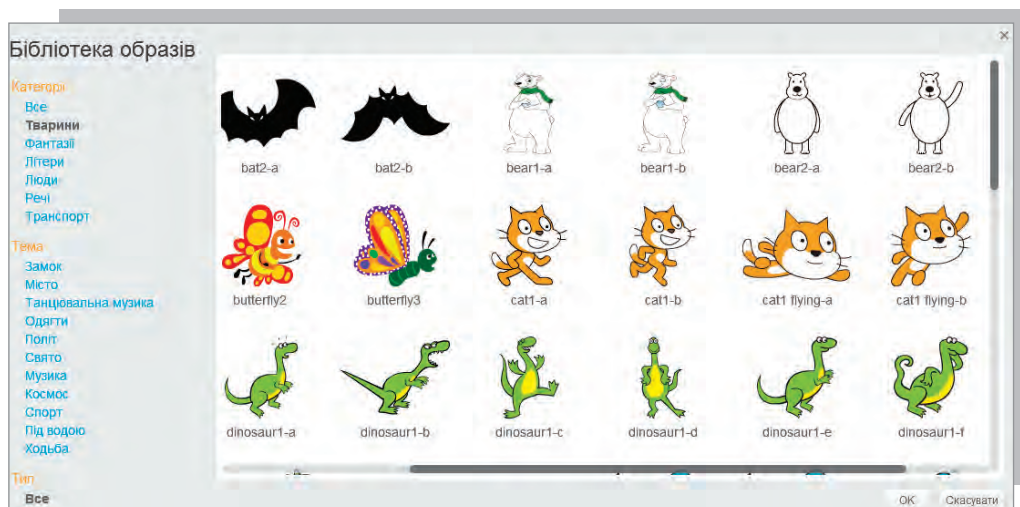 Бібліотека образів
Категорії
Все
Тварини
Фантазії
Літери
Люди
Речі
Транспорт
Тема
Замок
Місто
Танцювальна музика
Одягти
Політ
Свято
Музика
Космос
Спорт
Під водою
Ходьба
Тип
Все
bat2-a bat2-b bear1-a bear1-b bear2-a bear2-b
butterfly2 butterfly3 cat1-a cat1-b cat1 flying-a cat1 flying-b
dinosaur1-a dinosaur1-b dinosaur1-c dinosaur1-d dinosaur1-e dinosaur1-f
OK Скасувати